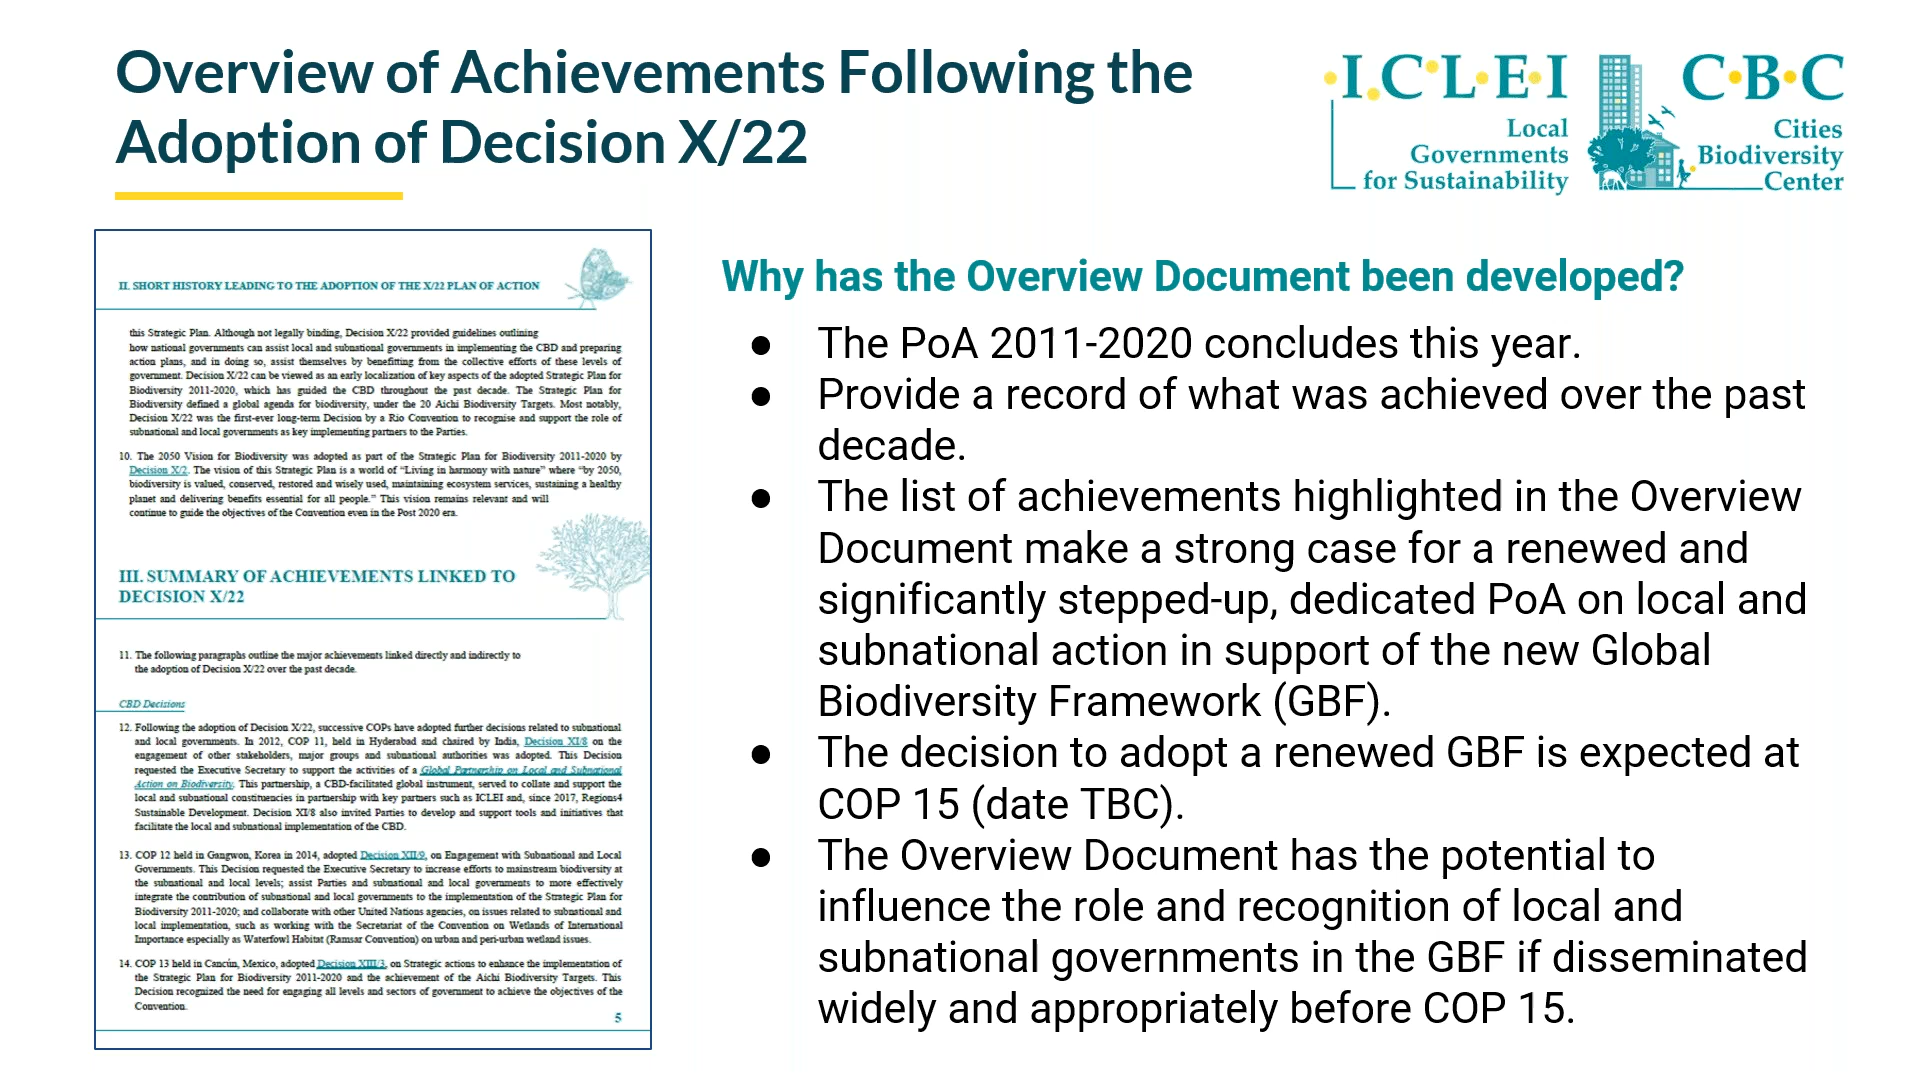 Overview of Achievements Following the
Adoption of Decision X/22
I.C.L.E.I
Local
Governments
for Sustainability
C·B·C
Cities
Biodiversity
Center
II. SHORT HISTORY LEADING TO THE ADOPTION OF THE X/22 PLAN OF ACTION
this Strategic Plan. Although not legally binding, Decision X/22 provided guidelines outlining
how national governments can assist local and subnational governments in implementing the CBD and preparing
action plans, and in doing so, assist themselves by benefitting from the collective efforts of these levels of
government. Decision X/22 can be viewed as an early localization of key aspects of the adopted Strategic Plan for
Biodiversity 2011-2020, which has guided the CBD throughout the past decade. The Strategic Plan for
Biodiversity defined a global agenda for biodiversity, under the 20 Aichi Biodiversity Targets. Most notably,
Decision X/22 was the first-ever long-term Decision by a Rio Convention to recognise and support the role of
subnational and local governments as key implementing partners to the Parties.
10. The 2050 Vision for Biodiversity was adopted as part of the Strategic Plan for Biodiversity 2011-2020 by
Decision X/2. The vision of this Strategic Plan is a world of “Living in harmony with nature” where “by 2050,
biodiversity is valued, conserved, restored and wisely used, maintaining ecosystem services, sustaining a healthy
planet and delivering benefits essential for all people.” This vision remains relevant and will
continue to guide the objectives of the Convention even in the Post 2020 era.
III. SUMMARY OF ACHIEVEMENTS LINKED TO
DECISION X/22
11. The following paragraphs outline the major achievements linked directly and indirectly to
the adoption of Decision X/22 over the past decade.
CBD Decisions
12. Following the adoption of Decision X/22, successive COPs have adopted further decisions related to subnational
and local governments. In 2012, COP 11, held in Hyderabad and chaired by India, Decision XI/8 on the
engagement of other stakeholders, major groups and subnational authorities was adopted. This Decision
requested the Executive Secretary to support the activities of a Global Partnership on Local and Subnational
Action on Biodiversity. This partnership, a CBD-facilitated global instrument, served to collate and support the
local and subnational constituencies in partnership with key partners such as ICLEI and, since 2017, Regions4
Sustainable Development. Decision XI/8 also invited Parties to develop and support tools and initiatives that
facilitate the local and subnational implementation of the CBD.
13. COP 12 held in Gangwon, Korea in 2014, adopted Decision XII/9, on Engagement with Subnational and Local
Governments. This Decision requested the Executive Secretary to increase efforts to mainstream biodiversity at
the subnational and local levels; assist Parties and subnational and local governments to more effectively
integrate the contribution of subnational and local governments to the implementation of the Strategic Plan for
Biodiversity 2011-2020; and collaborate with other United Nations agencies, on issues related to subnational and
local implementation, such as working with the Secretariat of the Convention on Wetlands of International
Importance especially as Waterfowl Habitat (Ramsar Convention) on urban and peri-urban wetland issues.
14. COP 13 held in Cancún, Mexico, adopted Decision XIII/3, on Strategic actions to enhance the implementation of
the Strategic Plan for Biodiversity 2011-2020 and the achievement of the Aichi Biodiversity Targets. This
Decision recognized the need for engaging all levels and sectors of government to achieve the objectives of the
Convention.
5
Why has the Overview Document been developed?
● The PoA 2011-2020 concludes this year.
● Provide a record of what was achieved over the past
decade.
● The list of achievements highlighted in the Overview
Document make a strong case for a renewed and
significantly stepped-up, dedicated PoA on local and
subnational action in support of the new Global
Biodiversity Framework (GBF).
● The decision to adopt a renewed GBF is expected at
COP 15 (date TBC).
● The Overview Document has the potential to
influence the role and recognition of local and
subnational governments in the GBF if disseminated
widely and appropriately before COP 15.